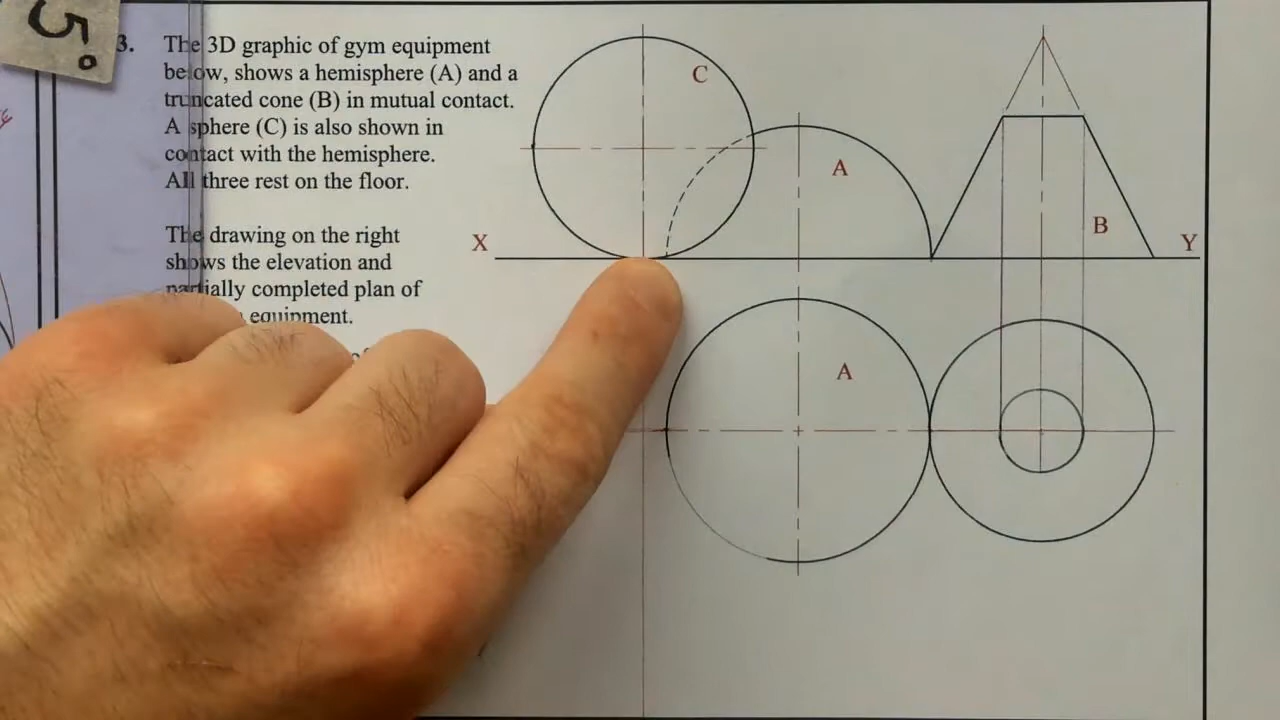 5°
3.
The 3D graphic of gym equipment
below, shows a hemisphere (A) and a
truncated cone (B) in mutual contact.
A sphere (C) is also shown in
contact with the hemisphere.
All three rest on the floor.
The drawing on the right
shows the elevation and
partially completed plan of
equipment.
C
A
B
X
Y
A